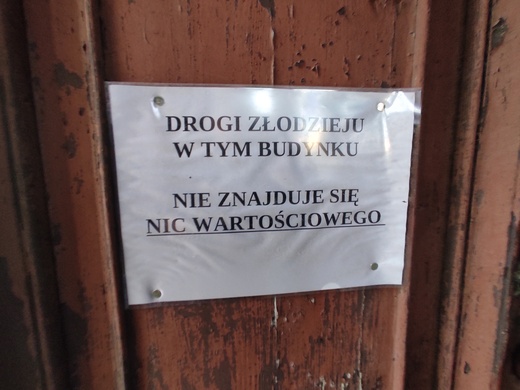 DROGI ZŁODZIEJU
W TYM BUDYNKU
NIE ZNAJDUJE SIĘ
NIC WARTOŚCIOWEGO